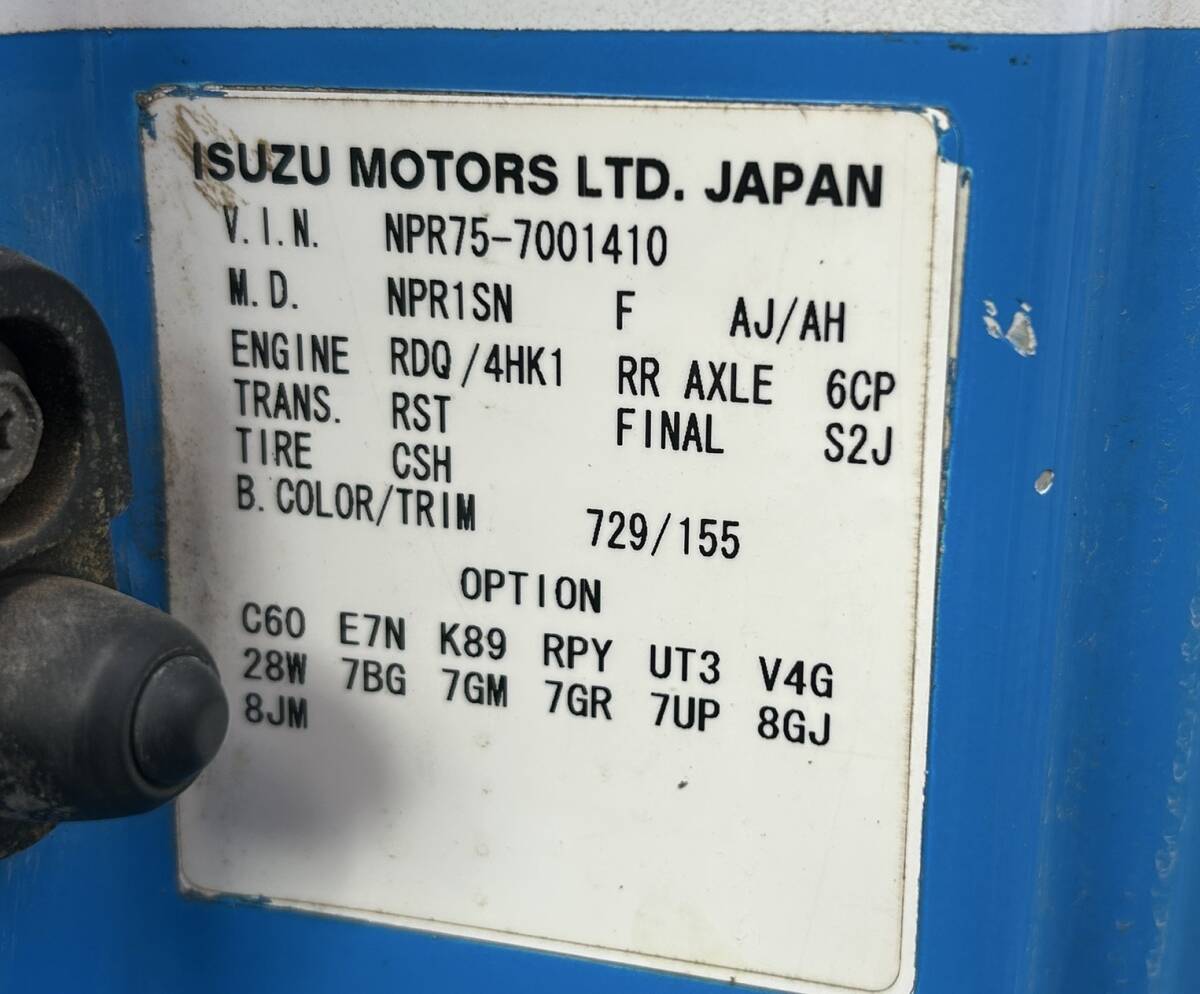 ISUZU MOTORS LTD. JAPAN
V.I.N. NPR75-7001410
M.D. NPR1SN F AJ/AH
ENGINE RDQ/4HK1 RR AXLE 6CP
TRANS. RST FINAL S2J
TIRE CSH
B.COLOR/TRIM 729/155
OPTION
C60 E7N K89 RPY UT3 V4G
28W 7BG 7GM 7GR 7UP 8GJ
8JM